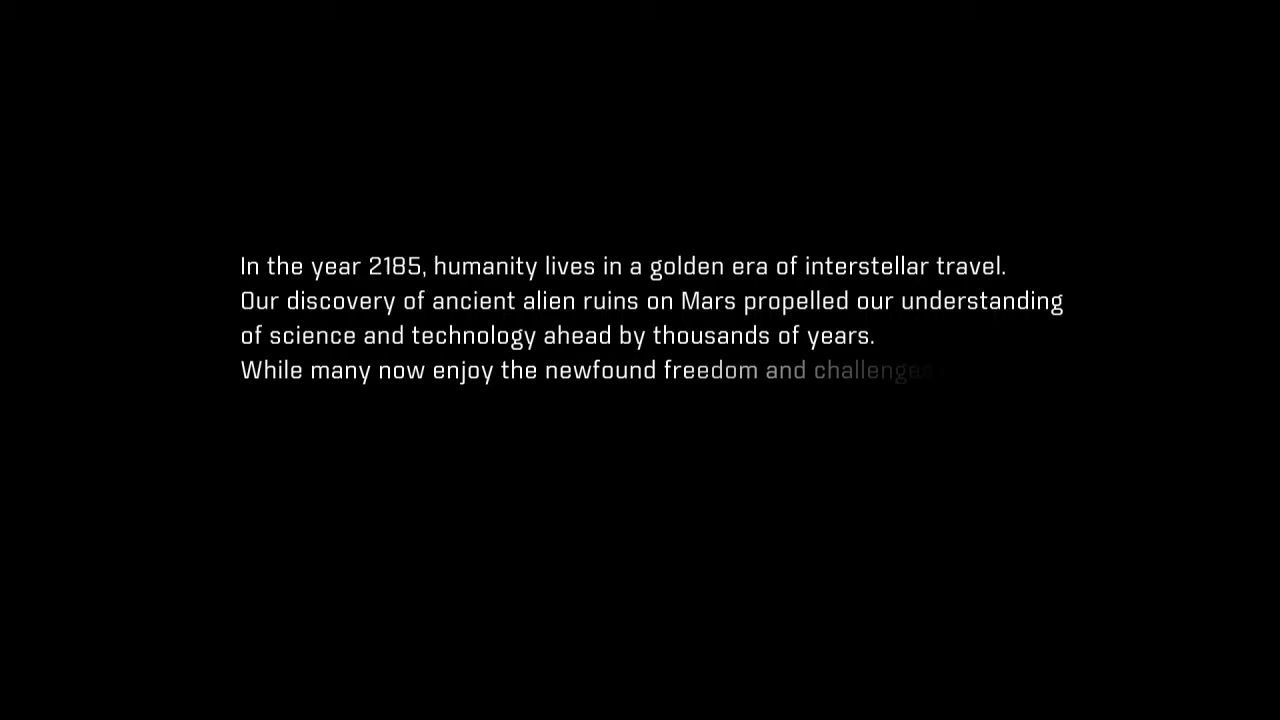 In the year 2185, humanity lives in a golden era of interstellar travel.
Our discovery of ancient alien ruins on Mars propelled our understanding
of science and technology ahead by thousands of years.
While many now enjoy the newfound freedom and challenges